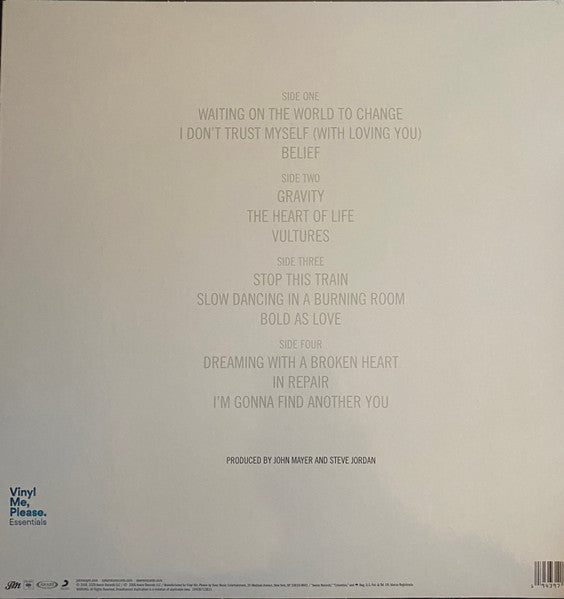 SIDE ONE
WAITING ON THE WORLD TO CHANGE
I DON'T TRUST MYSELF (WITH LOVING YOU)
BELIEF
SIDE TWO
GRAVITY
THE HEART OF LIFE
VULTURES
SIDE THREE
STOP THIS TRAIN
SLOW DANCING IN A BURNING ROOM
BOLD AS LOVE
SIDE FOUR
DREAMING WITH A BROKEN HEART
IN REPAIR
I'M GONNA FIND ANOTHER YOU
PRODUCED BY JOHN MAYER AND STEVE JORDAN
Vinyl
Me,
Please.
Essentials